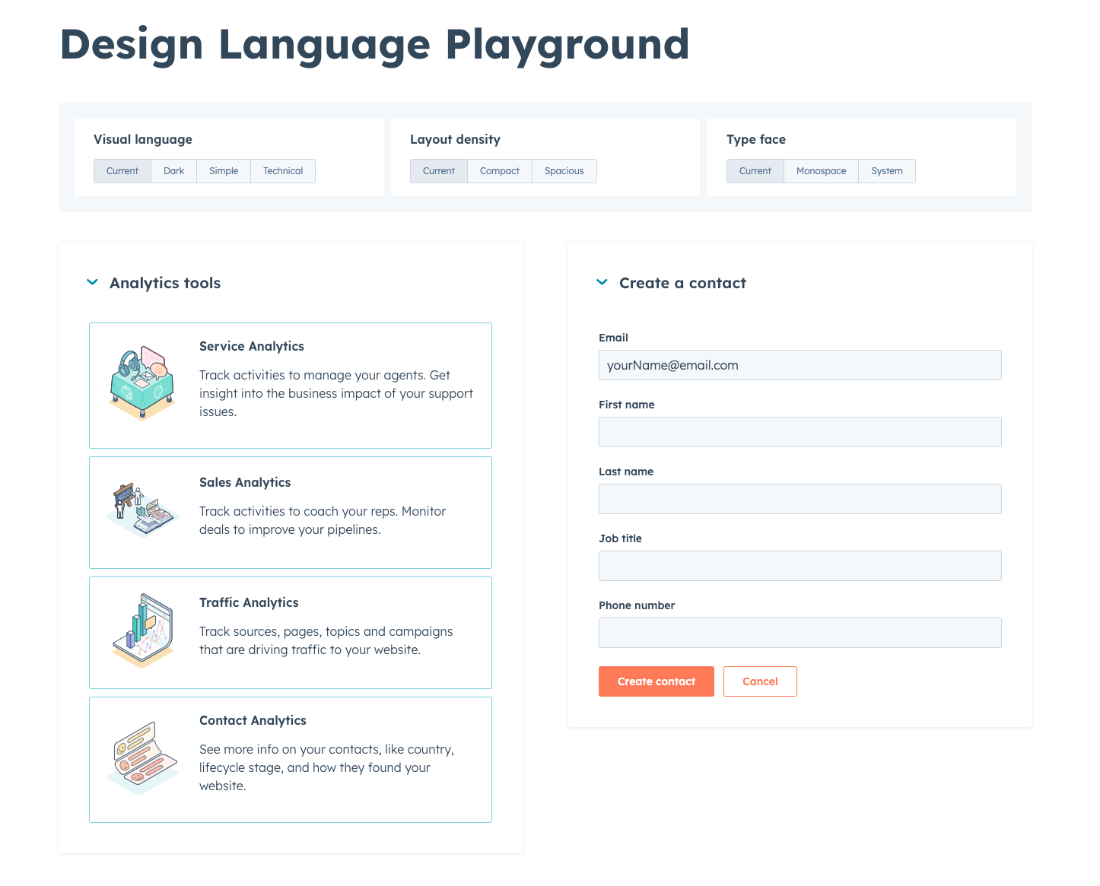 Design Language Playground
Visual language
Current Dark Simple Technical
Layout density
Current Compact Spacious
Type face
Current Monospace System
Analytics tools
Service Analytics
Track activities to manage your agents. Get
insight into the business impact of your support
issues.
Sales Analytics
Track activities to coach your reps. Monitor
deals to improve your pipelines.
Traffic Analytics
Track sources, pages, topics and campaigns
that are driving traffic to your website.
Contact Analytics
See more info on your contacts, like country,
lifecycle stage, and how they found your
website.
Create a contact
Email
yourName@email.com
First name
Last name
Job title
Phone number
Create contact Cancel